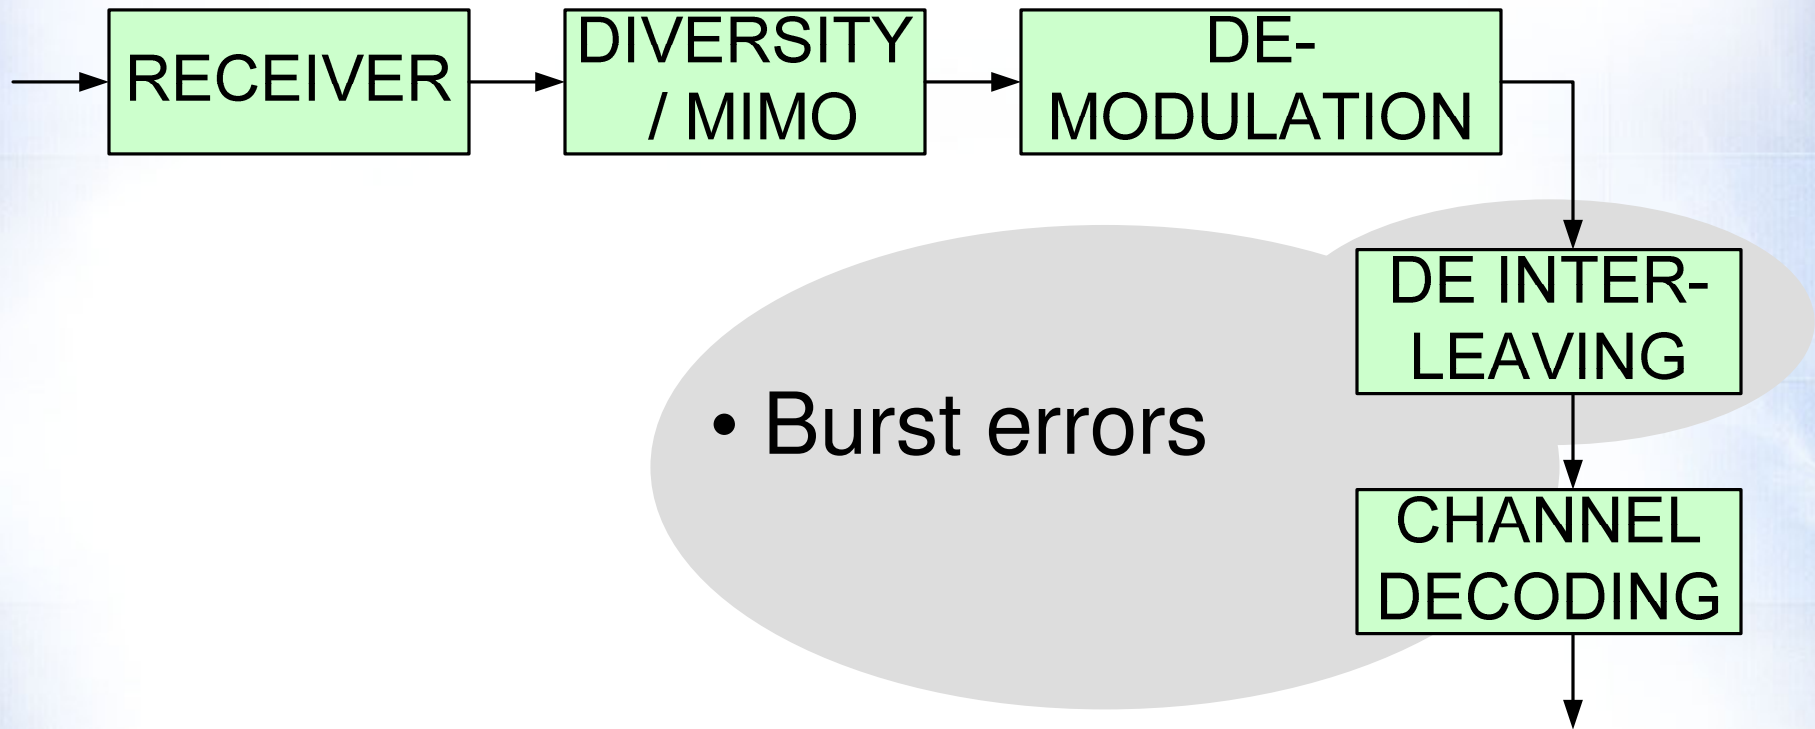 RECEIVER
DIVERSITY
/ MIMO
DE-
MODULATION
DE INTER-
LEAVING
• Burst errors
CHANNEL
DECODING